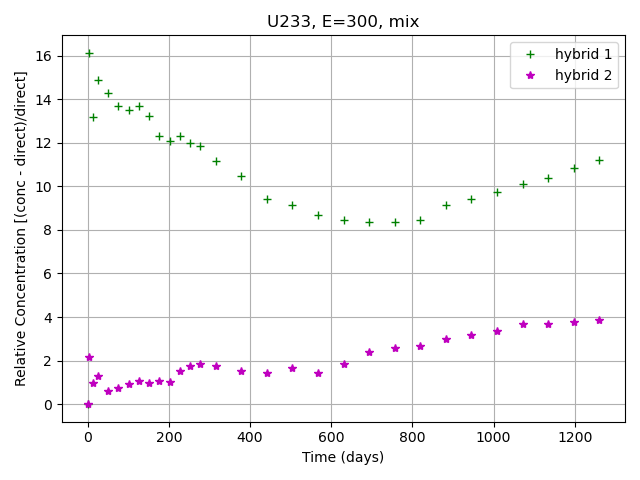 U233, E=300, mix
hybrid 1
hybrid 2
Relative Concentration [(conc - direct)/direct]
16
14
12
10
8
6
4
2
0
0 200 400 600 800 1000 1200
Time (days)